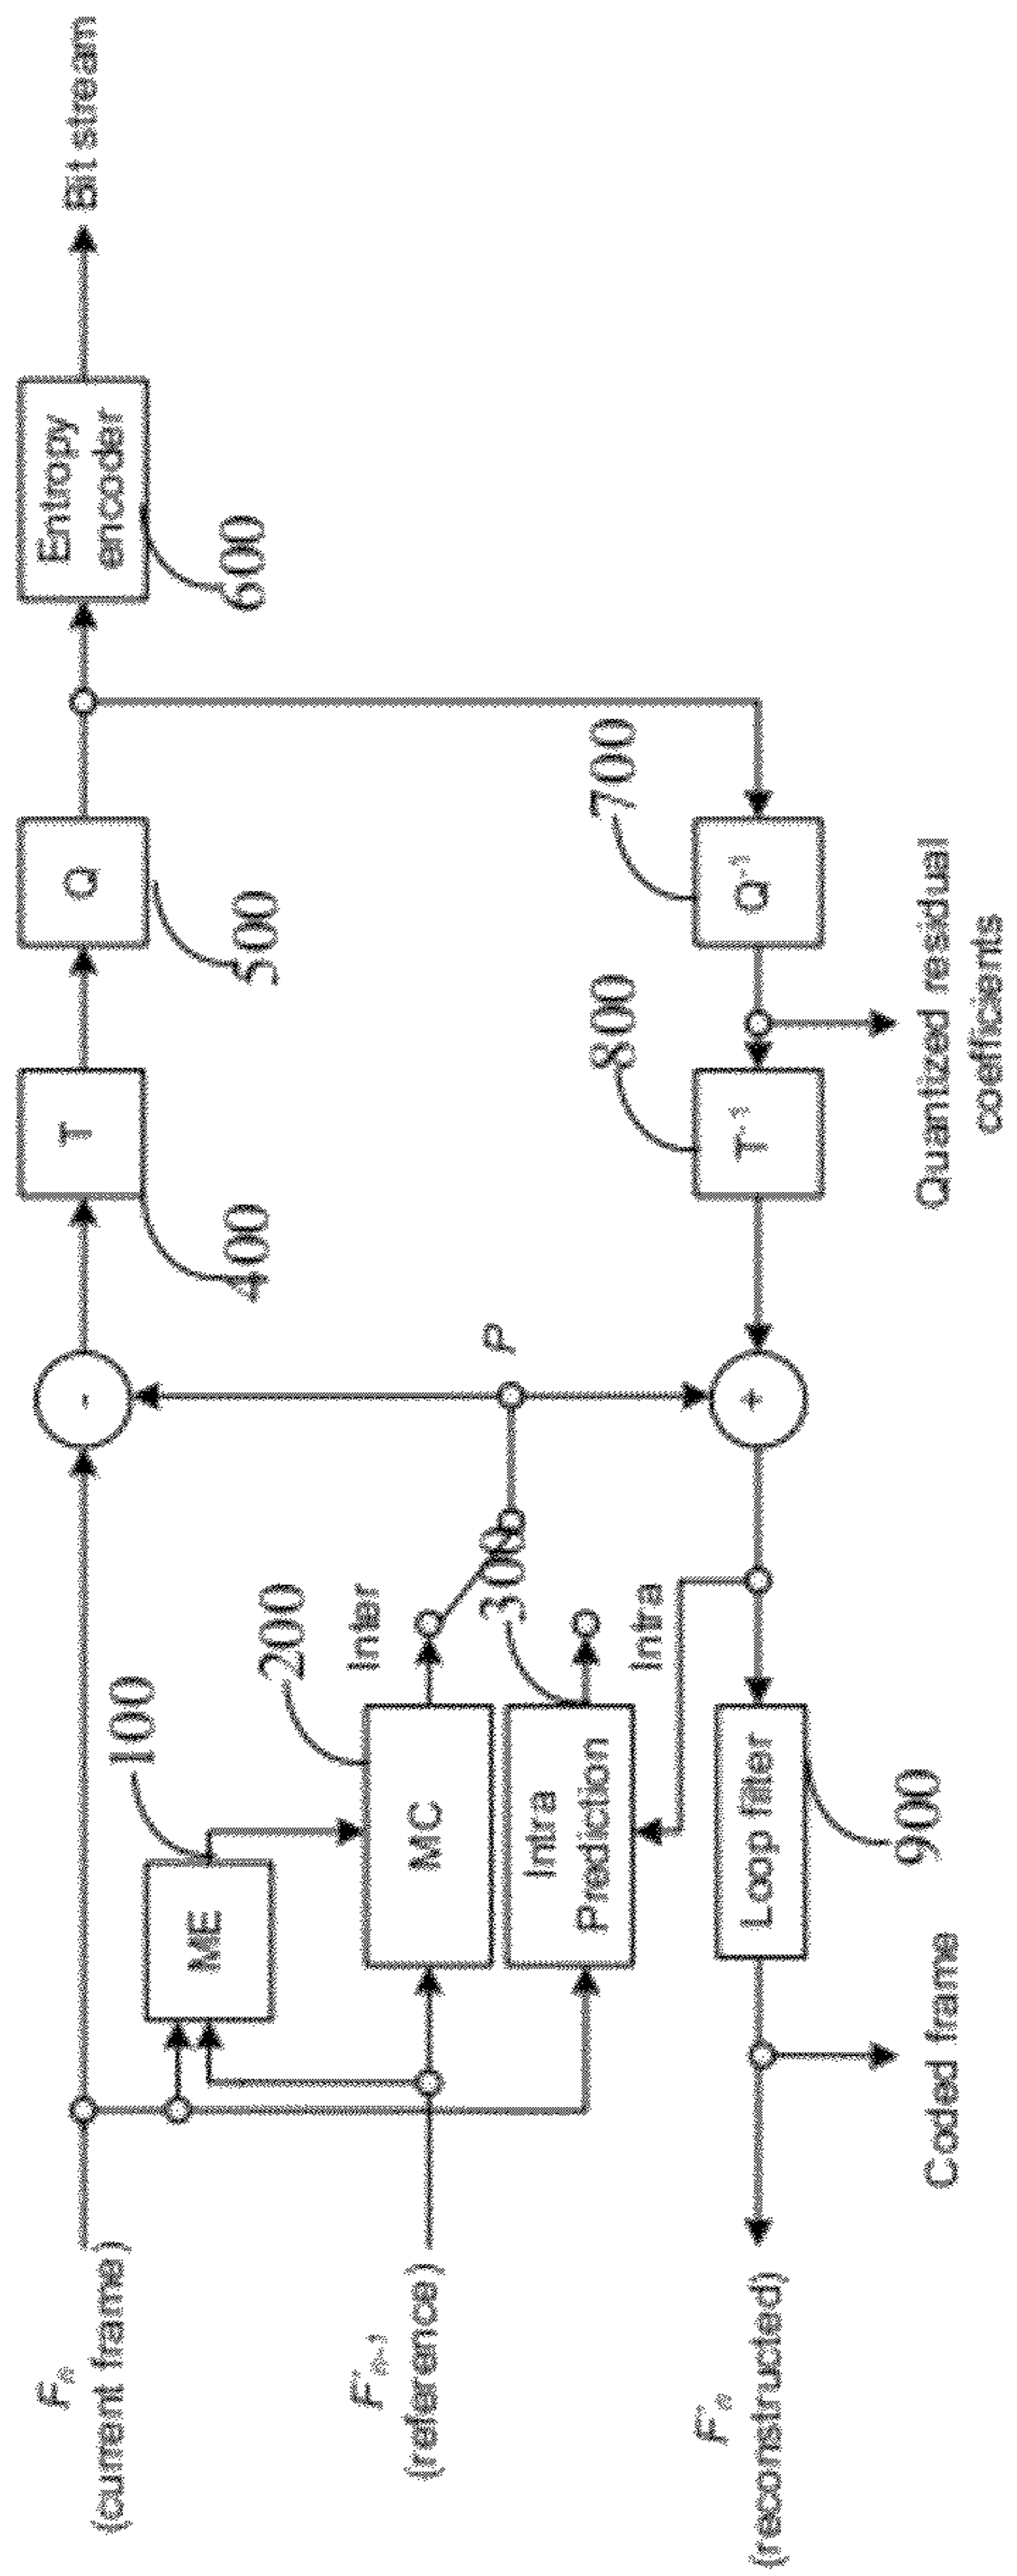 Fn
(current frame)
F'n-1
(reference)
F'n
(reconstructed)
ME
100
MC
200
Inter
Intra
Prediction
300
Intra
P
-
+
T
400
Q
500
Entropy
encoder
600
Bit stream
Q-1
700
T-1
800
Quantized residual
coefficients
Loop filter
900
Coded frame